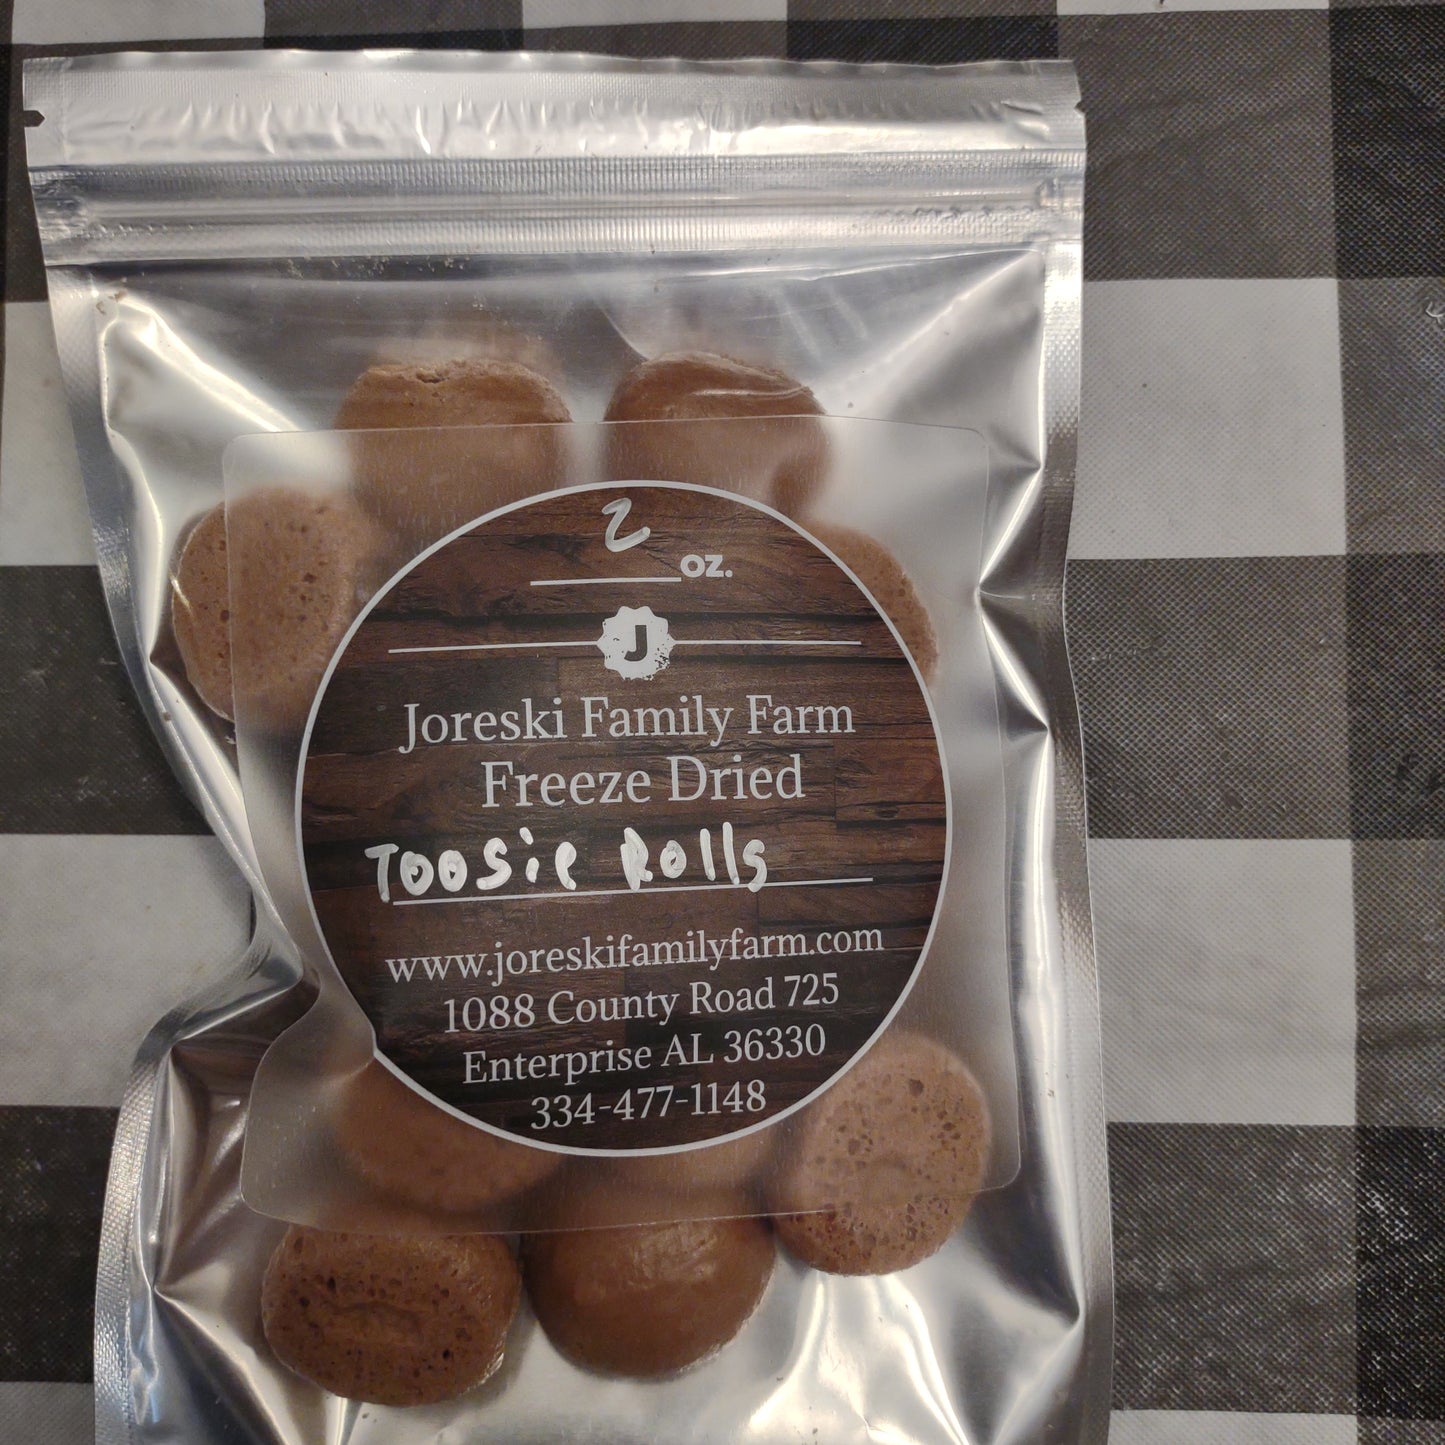 2 oz.
J
Joreski Family Farm
Freeze Dried
Toosie Rolls
www.joreskifamilyfarm.com
1088 County Road 725
Enterprise AL 36330
334-477-1148